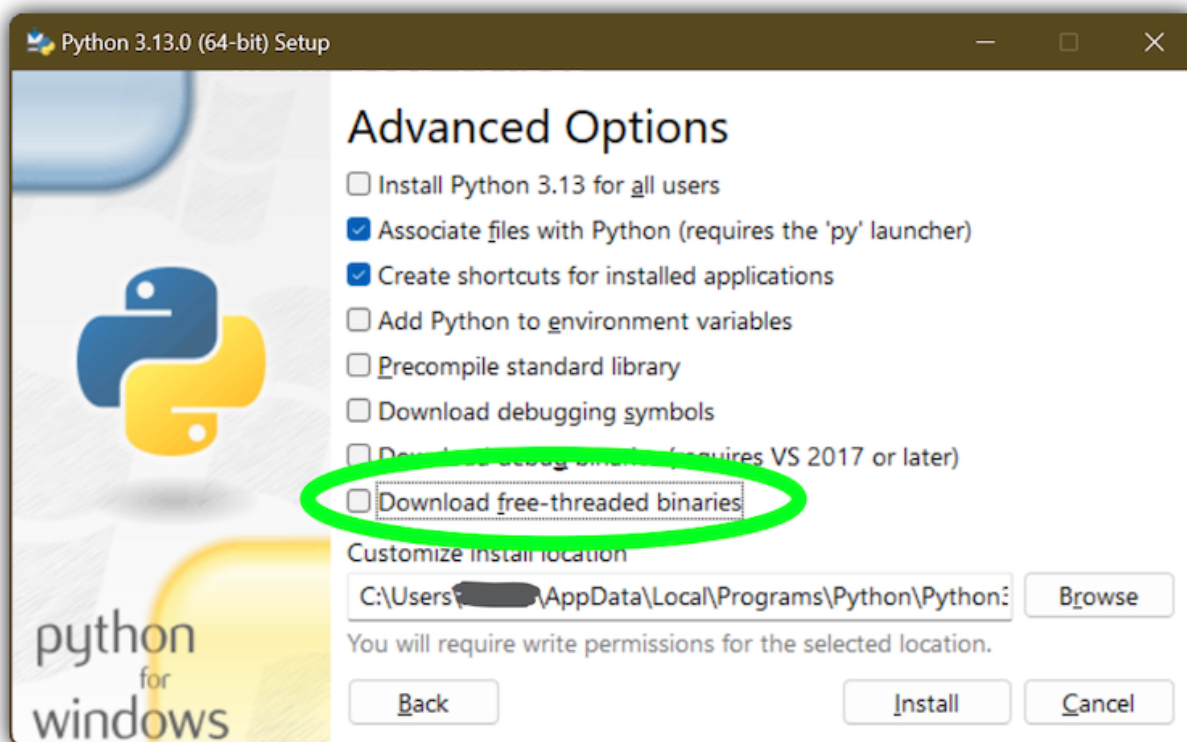 Python 3.13.0 (64-bit) Setup
Advanced Options
Install Python 3.13 for all users
Associate files with Python (requires the 'py' launcher)
Create shortcuts for installed applications
Add Python to environment variables
Precompile standard library
Download debugging symbols
Download debug binaries (requires VS 2017 or later)
Download free-threaded binaries
Customize install location
C:\Users\ \AppData\Local\Programs\Python\Python3
Browse
You will require write permissions for the selected location.
python
for
windows
Back
Install
Cancel